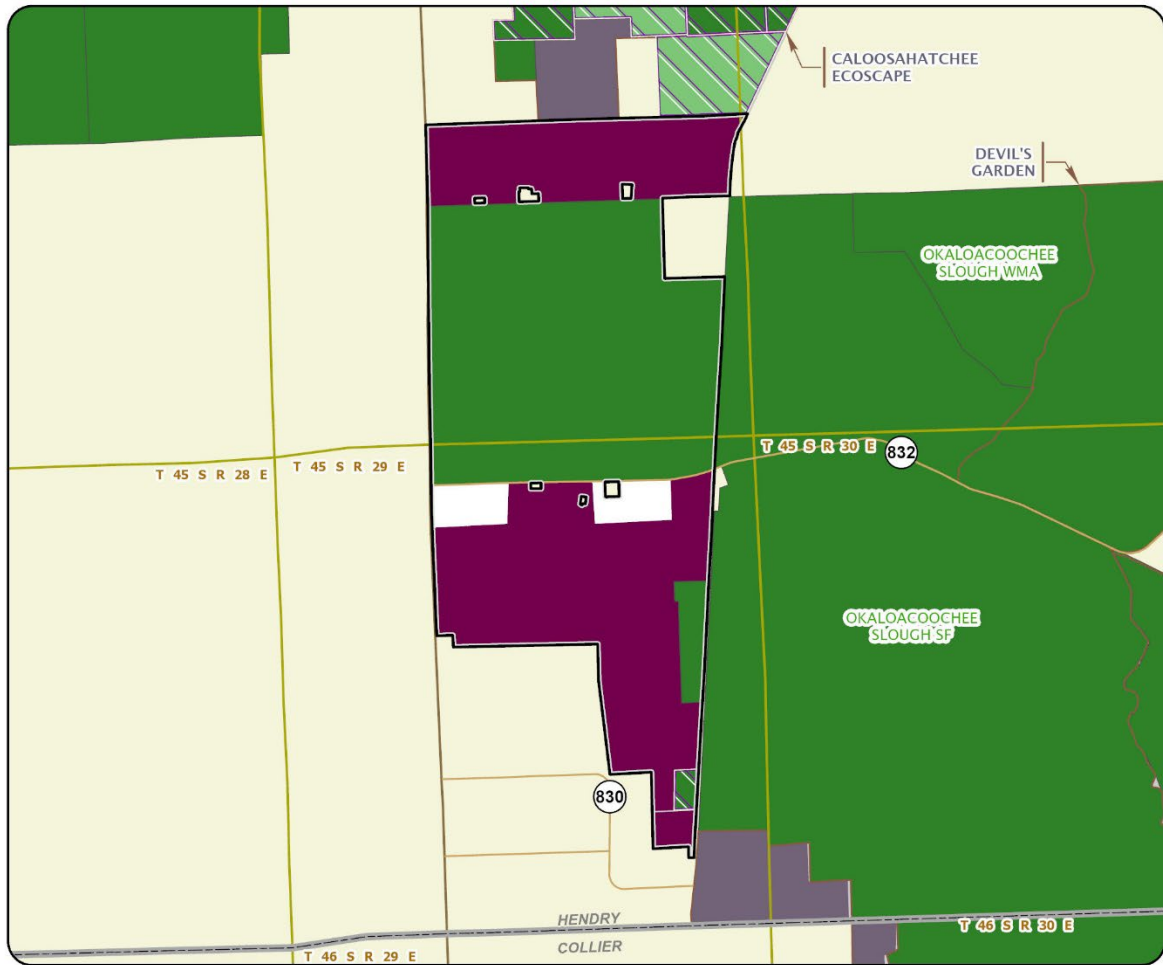 CALOOSAHATCHEE
ECOSCAPE
DEVIL'S
GARDEN
OKALOACOOCHEE
SLOUGH WMA
T 45 S R 28 E
T 45 S R 29 E
T 45 S R 30 E
832
OKALOACOOCHEE
SLOUGH SF
830
HENDRY
COLLIER
T 46 S R 29 E
T 46 S R 30 E